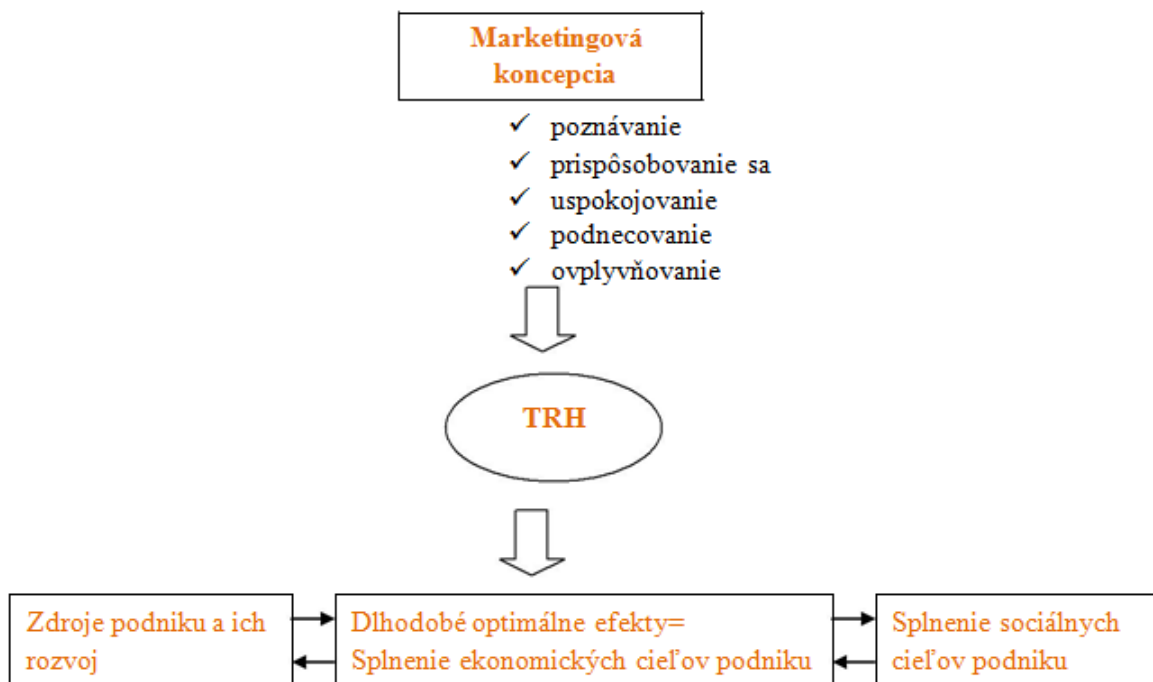 Marketingová
koncepcia
✓ poznávanie
✓ prispôsobovanie sa
✓ uspokojovanie
✓ podnecovanie
✓ ovplyvňovanie
TRH
Zdroje podniku a ich
rozvoj
Dlhodobé optimálne efekty=
Splnenie ekonomických cieľov podniku
Splnenie sociálnych
cieľov podniku